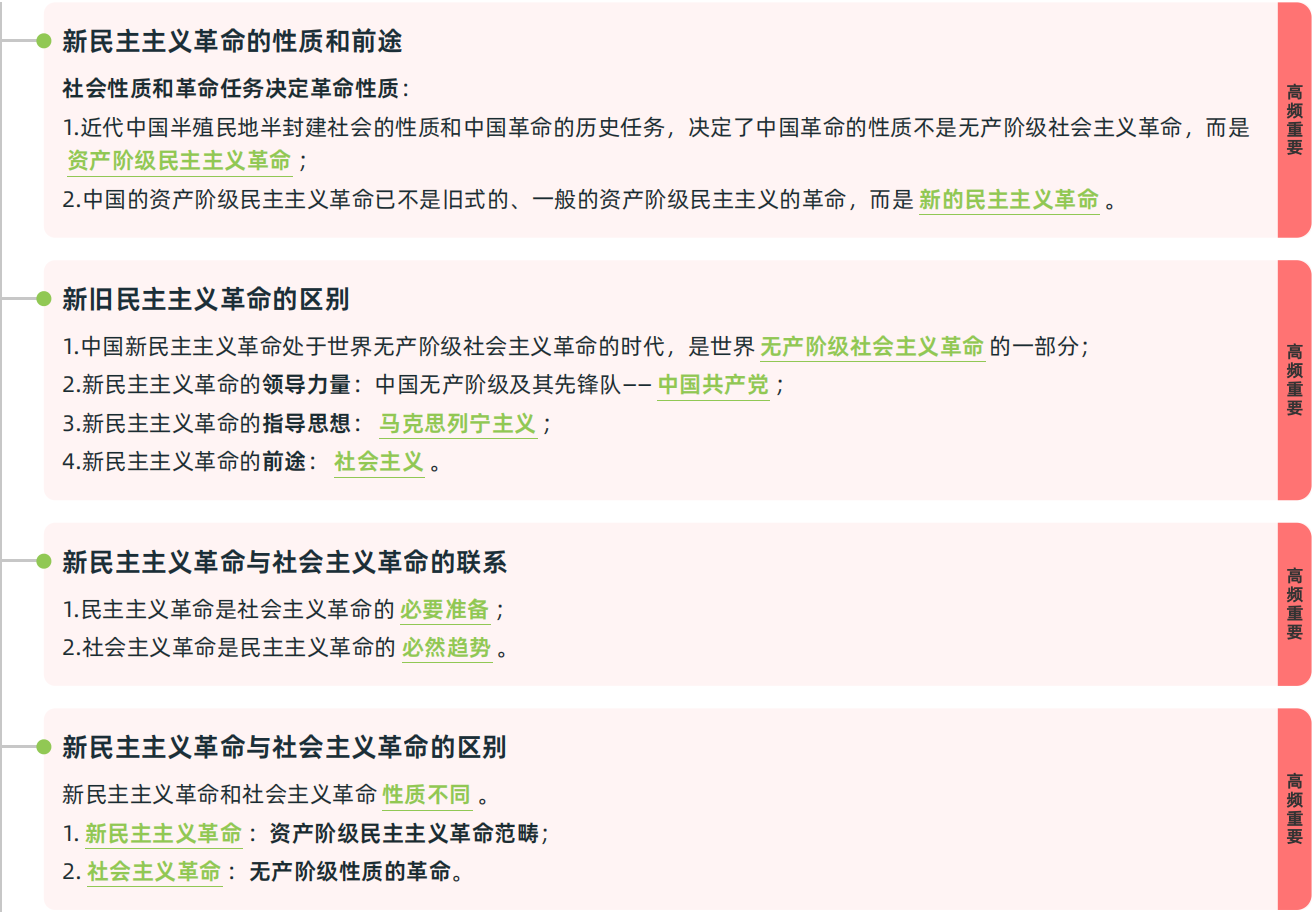 新民主主义革命的性质和前途
社会性质和革命任务决定革命性质：
1.近代中国半殖民地半封建社会的性质和中国革命的历史任务，决定了中国革命的性质不是无产阶级社会主义革命，而是
资产阶级民主主义革命；
2.中国的资产阶级民主主义革命已不是旧式的、一般的资产阶级民主主义的革命，而是 新的民主主义革命 。
高频重要
新旧民主主义革命的区别
1.中国新民主主义革命处于世界无产阶级社会主义革命的时代，是世界 无产阶级社会主义革命 的一部分；
2.新民主主义革命的领导力量：中国无产阶级及其先锋队—— 中国共产党 ；
3.新民主主义革命的指导思想： 马克思列宁主义 ；
4.新民主主义革命的前途： 社会主义 。
高频重要
新民主主义革命与社会主义革命的联系
1.民主主义革命是社会主义革命的 必要准备 ；
2.社会主义革命是民主主义革命的 必然趋势 。
高频重要
新民主主义革命与社会主义革命的区别
新民主主义革命和社会主义革命 性质不同 。
1. 新民主主义革命 ：资产阶级民主主义革命范畴；
2. 社会主义革命 ：无产阶级性质的革命。
高频重要